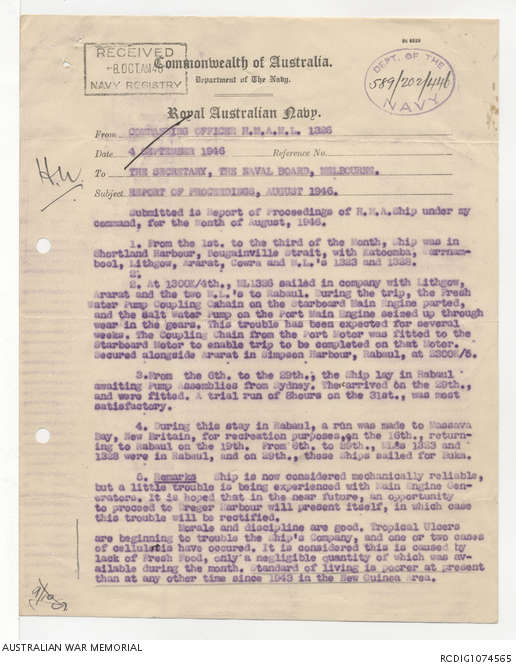 RECEIVED
-8.OCT AM 46
NAVY REGISTRY
Commonwealth of Australia.
Department of The Navy.
Royal Australian Navy.
DEPT. OF THE
589/202/446
NAVY
From COMMANDING OFFICER H.M.A.M.L. 1326
Date 4 SEPTEMBER 1946 Reference No.
To THE SECRETARY, THE NAVAL BOARD, MELBOURNE.
Subject REPORT OF PROCEEDINGS, AUGUST 1946.
Submitted is Report of Proceedings of H.M.A.Ship under my
command, for the Month of August, 1946.
1. From the 1st. to the third of the Month, Ship was in
Shortland Harbour, Bougainville Strait, with Katoomba, Warrnam-
bool, Lithgow, Ararat, Cowra and M.L.'s 1323 and 1328.
2. At 1300K/4th., ML1326 sailed in company with Lithgow,
Ararat and the two M.L.'s to Rabaul. During the trip, the Fresh
Water Pump Coupling Cahain on the Starboard Main Engine parted,
and the Salt Water Pump on the Port Main Engine seized up through
wear in the gears. This trouble has been expected for several
weeks. The Coupling Chain from the Port Motor was fitted to the
Starboard Motor to enable trip to be completed on that Motor.
Secured alongside Ararat in Simpson Harbour, Rabaul, at 2300K/5.
3.From the 6th. to the 29th., the Ship lay in Rabaul
awaiting Pump Assemblies from Sydney. The arrived on the 29th.,
and were fitted. A trial run of 8hours on the 31st., was most
satisfactory.
4. During this stay in Rabaul, a run was made to Massava
Bay, New Britain, for recreation purposes, on the 16th., return-
ing to Rabaul on the 19th. From 6th. to 29th., MLs 1323 and
1328 were in Rabaul, and on 29th., these Ships sailed for Buka.
5. Remarks Ship is now considered mechanically reliable,
but a little trouble is being experienced with Main Engine Gen-
erators. It is hoped that in the near future, an opportunity
to proceed to Dreger Harbour will present itself, in which case
this trouble will be rectified.
Morale and discipline are good. Tropical Ulcers
are beginning to trouble the Ship's Company, and one or two cases
of cellulitis have occured. It is considered this is caused by
lack of Fresh Food, only a negligible quantity of which was av-
ailable during the month. Standard of living is poorer at present
than at any other time since 1943 in the New Guinea Area.
AUSTRALIAN WAR MEMORIAL
RCDIG1074565